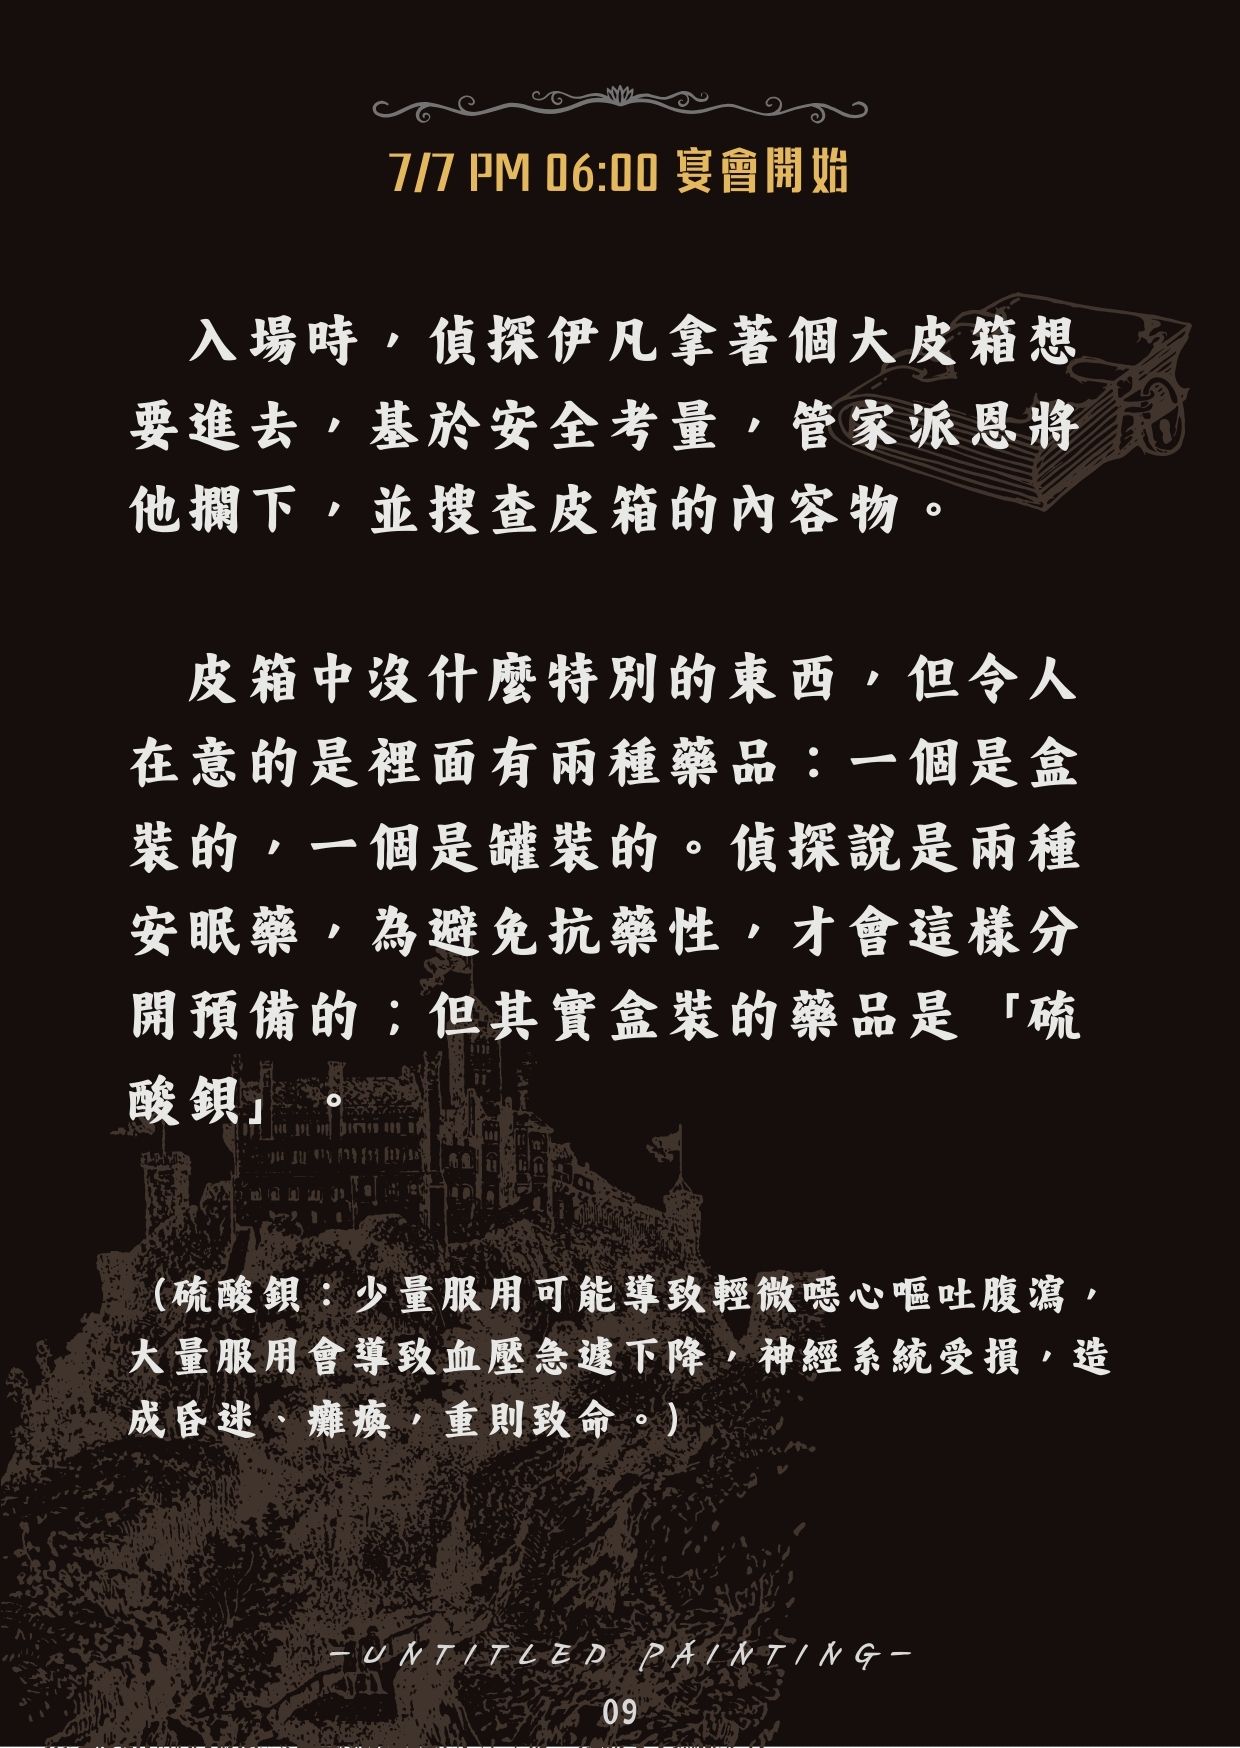 7/7 PM 06:00 宴會開始
入場時，偵探伊凡拿著個大皮箱想
要進去，基於安全考量，管家派恩將
他攔下，並搜查皮箱的內容物。
皮箱中沒什麼特別的東西，但令人
在意的是裡面有兩種藥品：一個是盒
裝的，一個是罐裝的。偵探說是兩種
安眠藥，為避免抗藥性，才會這樣分
開預備的；但其實盒裝的藥品是「硫
酸鋇」 。
(硫酸鋇：少量服用可能導致輕微噁心嘔吐腹瀉，
大量服用會導致血壓急遽下降，神經系統受損，造
成昏迷、癱瘓，重則致命。)
-UNTITLED PAINTING-
09